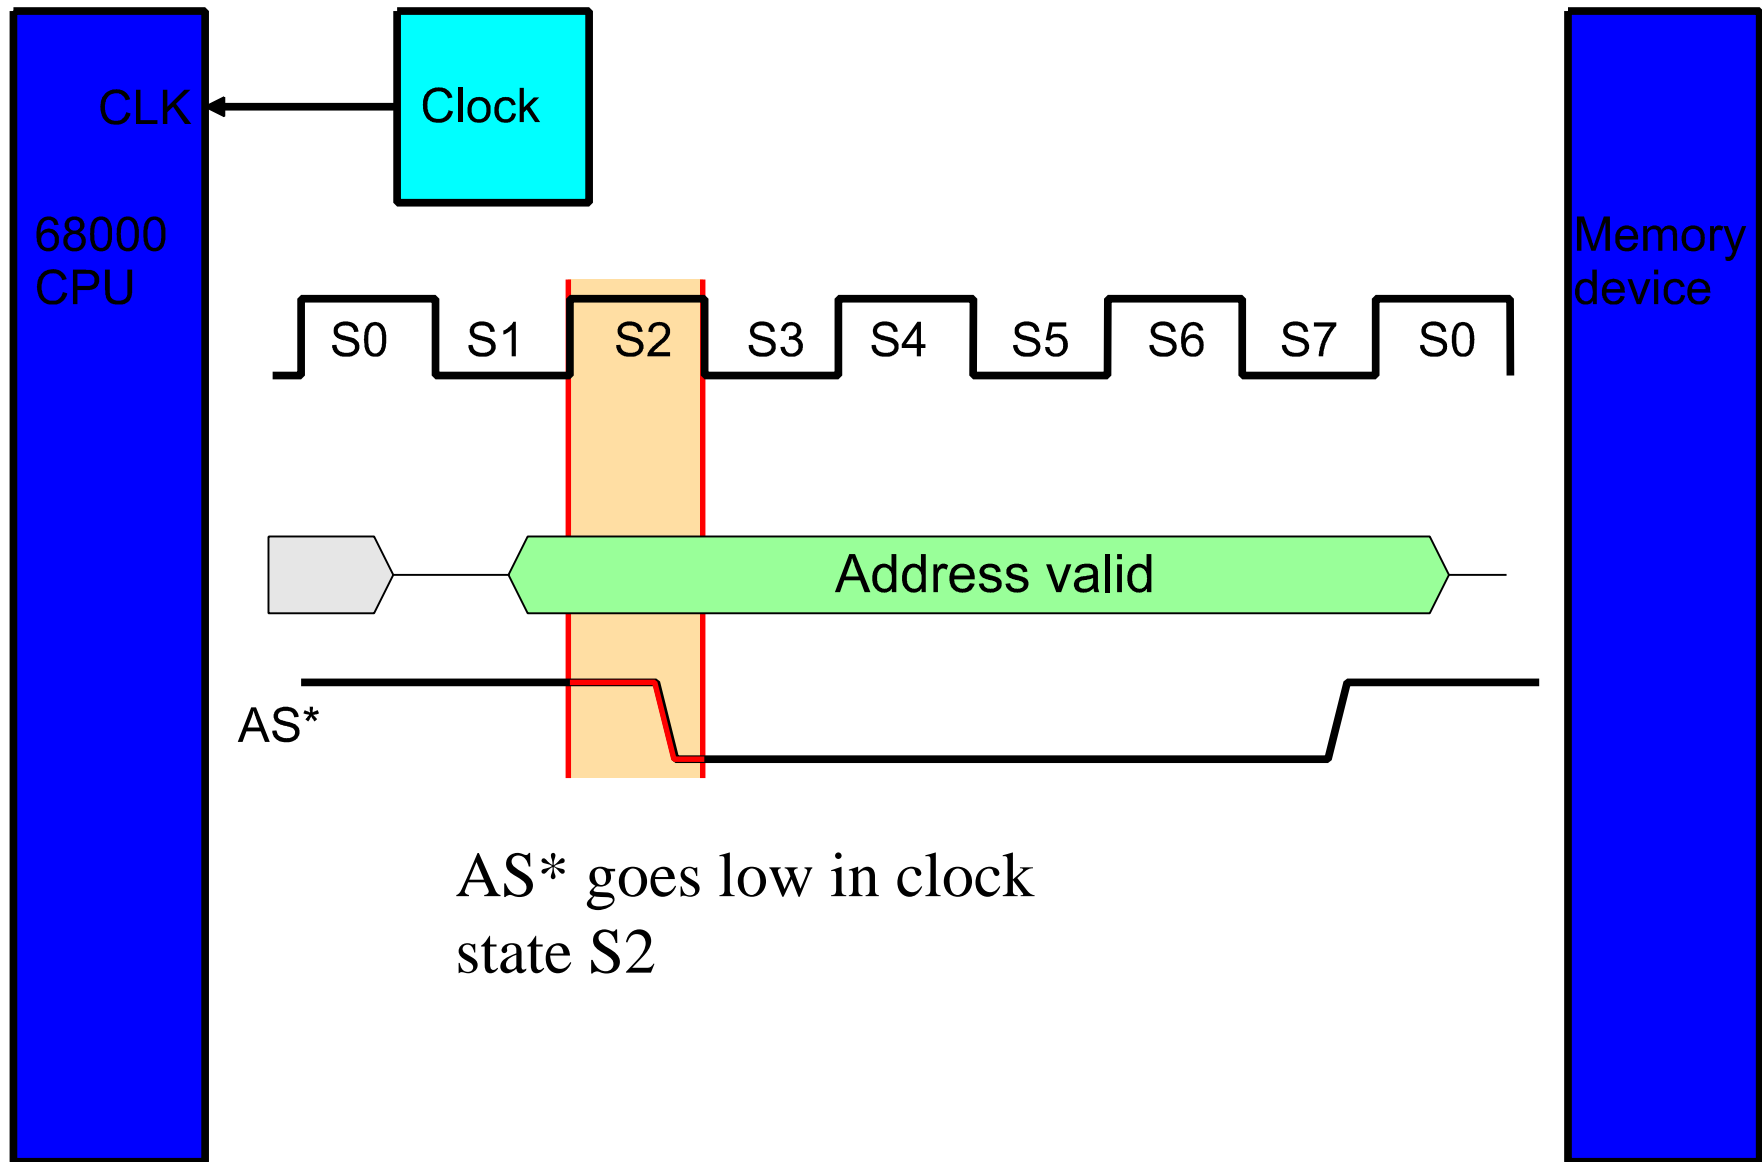 CLK
Clock
68000
CPU
Memory
device
S0 S1 S2 S3 S4 S5 S6 S7 S0
Address valid
AS*
AS* goes low in clock
state S2